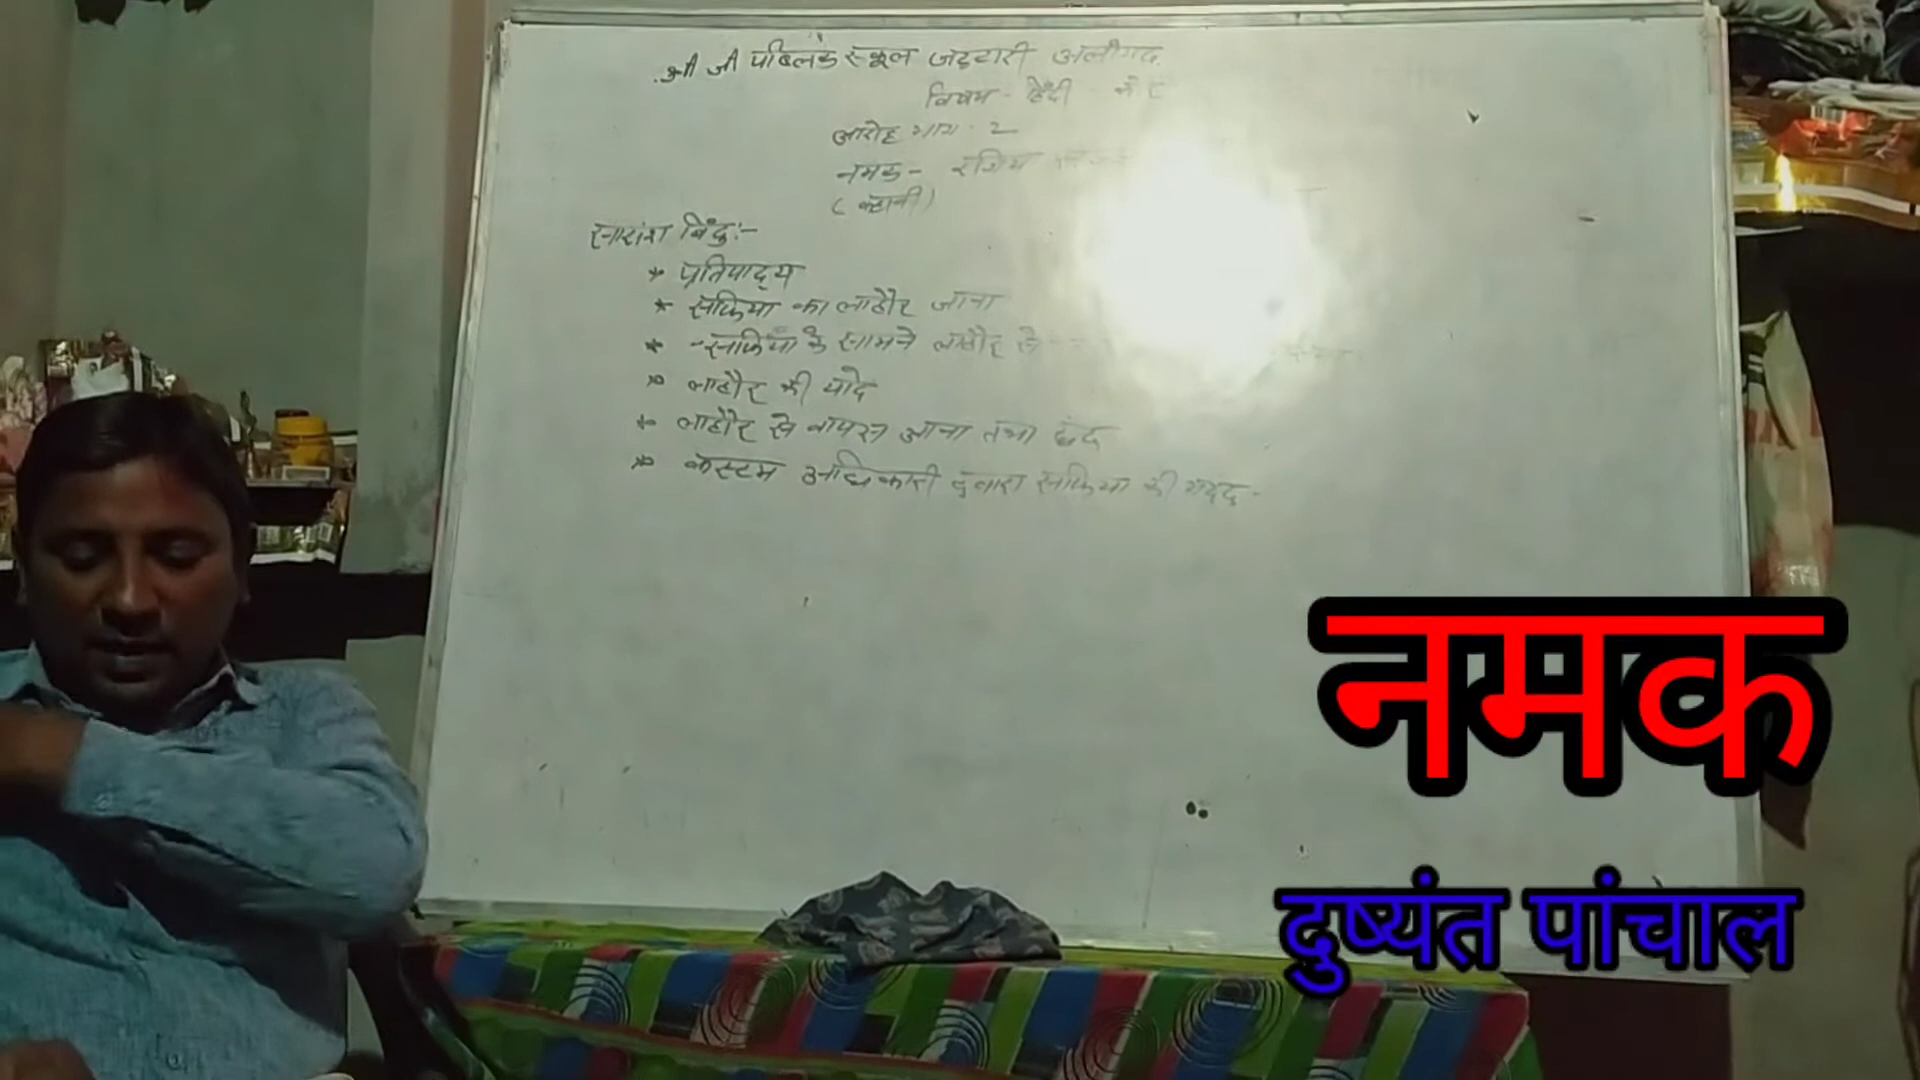 श्री जी पब्लिक स्कूल जट्टारी अलीगढ़
विषय - हिंदी
आरोह भाग - 2
नमक -
( कहानी )
सारांश बिंदु :-
* प्रतिपाद्य
* सफिया का लाहौर जाना
* सफिया के सामने लाहौर से
* लाहौर की यादें
* लाहौर से वापस आना तथा द्वंद
* कस्टम अधिकारी द्वारा सफिया की मदद -
नमक
दुष्यंत पांचाल